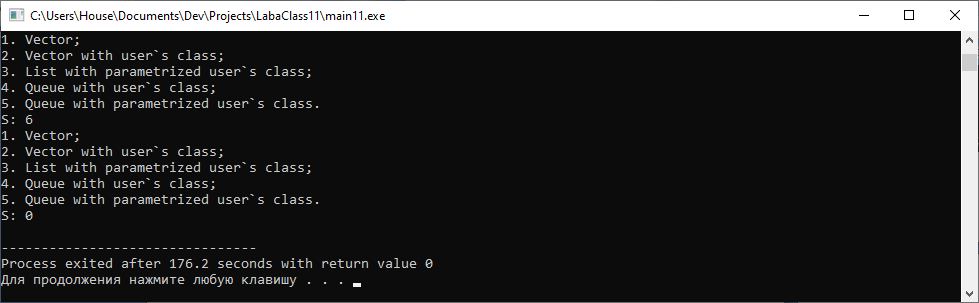 C:\Users\House\Documents\Dev\Projects\LabaClass11\main11.exe
1. Vector;
2. Vector with user`s class;
3. List with parametrized user`s class;
4. Queue with user`s class;
5. Queue with parametrized user`s class.
S: 6
1. Vector;
2. Vector with user`s class;
3. List with parametrized user`s class;
4. Queue with user`s class;
5. Queue with parametrized user`s class.
S: 0
--------------------------------
Process exited after 176.2 seconds with return value 0
Для продолжения нажмите любую клавишу . . .